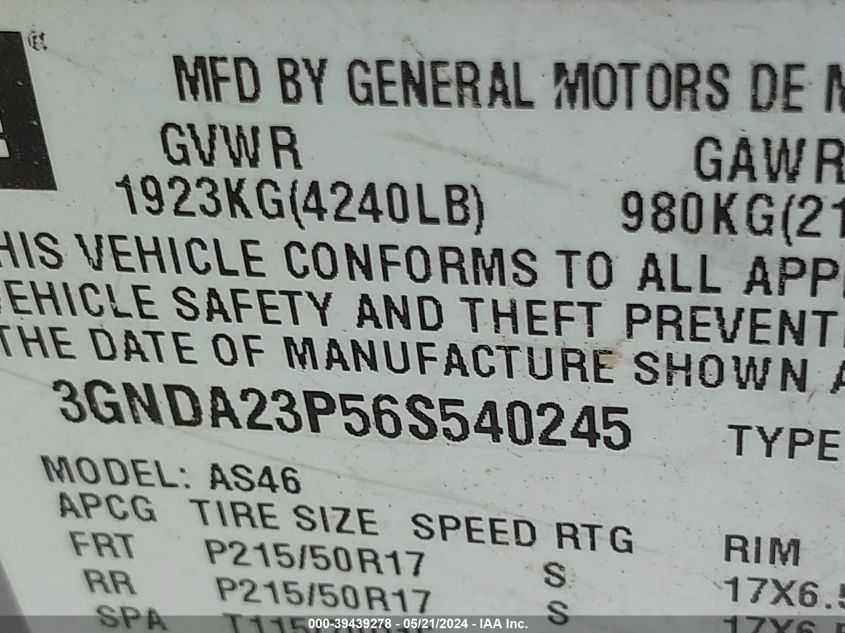 MFD BY GENERAL MOTORS DE
GVWR GAWR
1923KG(4240LB) 980KG(21
HIS VEHICLE CONFORMS TO ALL APP
VEHICLE SAFETY AND THEFT PREVENTI
THE DATE OF MANUFACTURE SHOWN A
3GNDA23P56S540245 TYPE
MODEL: AS46
APCG TIRE SIZE SPEED RTG RIM
FRT P215/50R17 S 17X6.5
RR P215/50R17 S
SPA
000-39439278 - 05/21/2024 - IAA Inc.